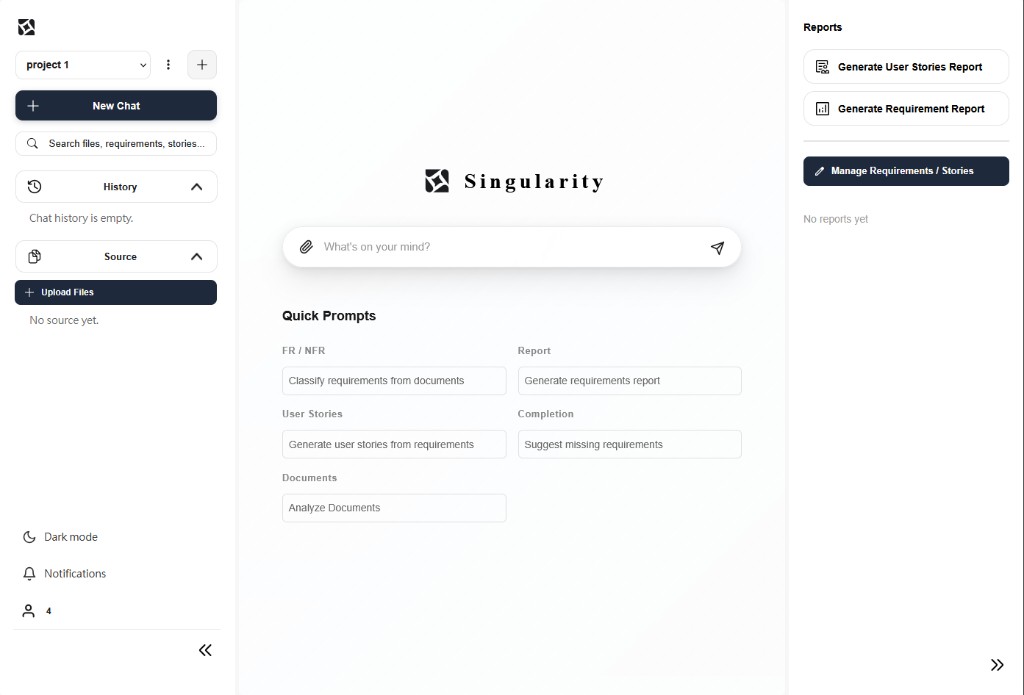 project 1
New Chat
Search files, requirements, stories...
History
Chat history is empty.
Source
Upload Files
No source yet.
Dark mode
Notifications
4
Singularity
What's on your mind?
Quick Prompts
FR / NFR
Classify requirements from documents
Report
Generate requirements report
User Stories
Generate user stories from requirements
Completion
Suggest missing requirements
Documents
Analyze Documents
Reports
Generate User Stories Report
Generate Requirement Report
Manage Requirements / Stories
No reports yet